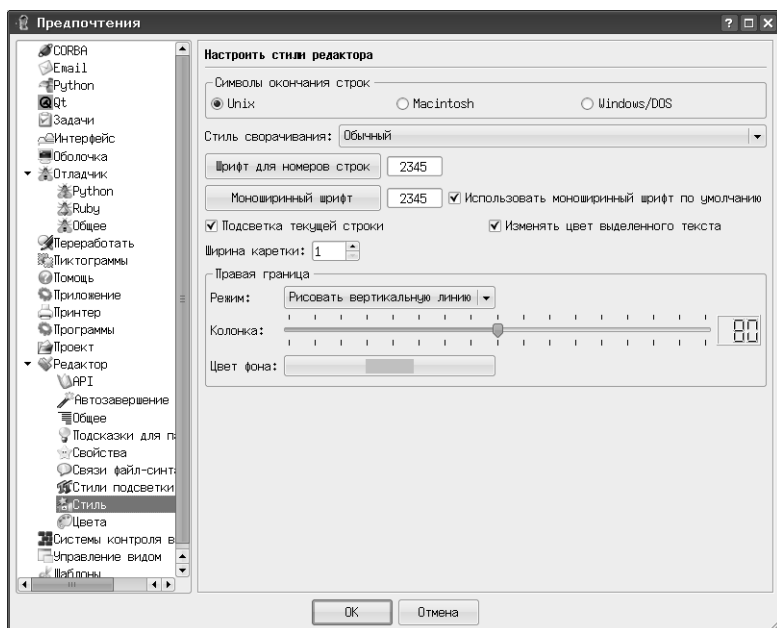 Предпочтения
CORBA
Email
Python
Qt
Задачи
Интерфейс
Оболочка
Отладчик
Python
Ruby
Общее
Переработать
Пиктограммы
Помощь
Приложение
Принтер
Программы
Проект
Редактор
API
Автозавершение
Общее
Подсказки для п
Свойства
Связи файл-синт
Стили подсветки
Стиль
Цвета
Системы контроля в
Управление видом
Шаблоны
Настроить стили редактора
Символы окончания строк
Unix Macintosh Windows/DOS
Стиль сворачивания: Обычный
Шрифт для номеров строк 2345
Моноширинный шрифт 2345 Использовать моноширинный шрифт по умолчанию
Подсветка текущей строки Изменять цвет выделенного текста
Ширина каретки: 1
Правая граница
Режим: Рисовать вертикальную линию
Колонка: 80
Цвет фона:
OK Отмена